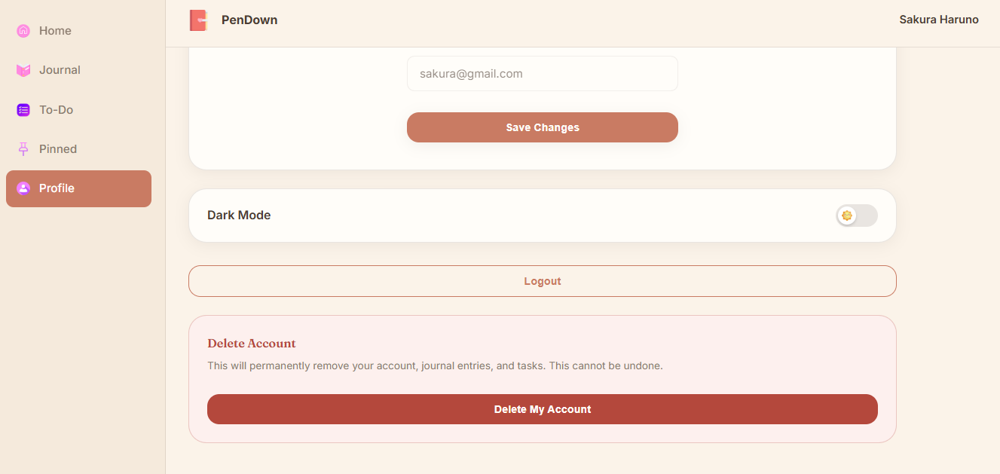 Home
Journal
To-Do
Pinned
Profile
PenDown
Sakura Haruno
sakura@gmail.com
Save Changes
Dark Mode
Logout
Delete Account
This will permanently remove your account, journal entries, and tasks. This cannot be undone.
Delete My Account